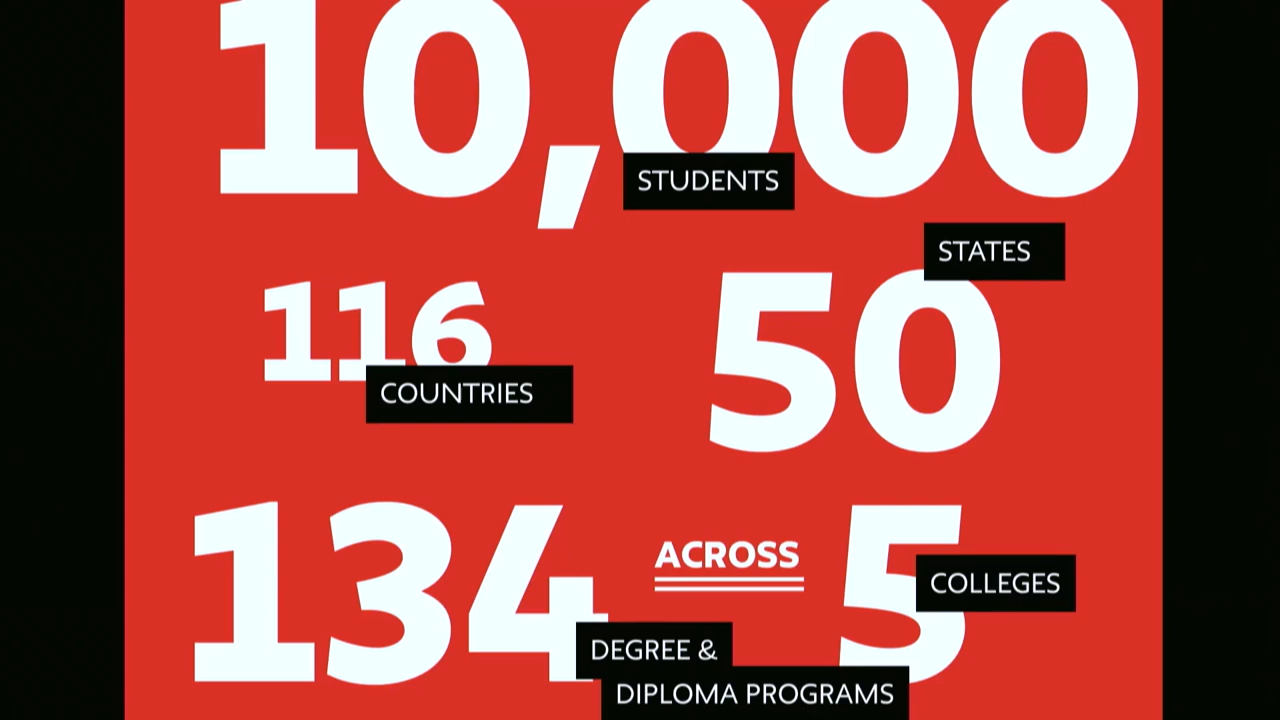 10,000
STUDENTS
STATES
116
50
COUNTRIES
134
ACROSS
5
COLLEGES
DEGREE &
DIPLOMA PROGRAMS